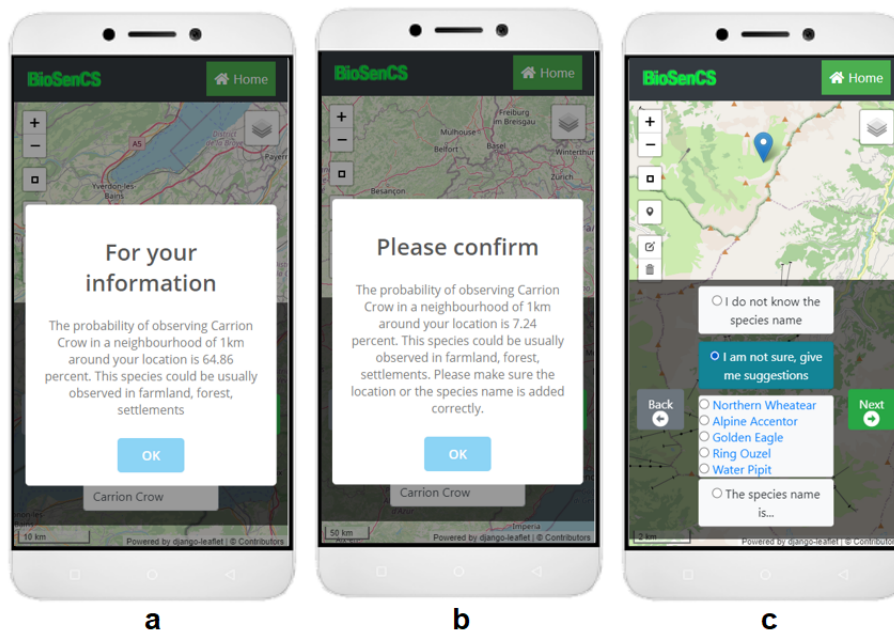 BioSenCS
Home
+
−
A5
Yverdon-les-
Bains
Payern
For your
information
The probability of observing Carrion
Crow in a neighbourhood of 1km
around your location is 64.86
percent. This species could be usually
observed in farmland, forest,
settlements
OK
Carrion Crow
10 km
Powered by django-leaflet | © Contributors
a
BioSenCS
Home
+
−
Freiburg
im Breisgau
Mulhouse
Belfort
Basel
Winterthur
Zürich
Besançon
Please confirm
The probability of observing Carrion
Crow in a neighbourhood of 1km
around your location is 7.24
percent. This species could be usually
observed in farmland, forest,
settlements. Please make sure the
location or the species name is added
correctly.
OK
Carrion Crow
Imperia
50 km
Powered by django-leaflet | © Contributors
b
BioSenCS
Home
+
−
I do not know the
species name
I am not sure, give
me suggestions
Back
Next
Northern Wheatear
Alpine Accentor
Golden Eagle
Ring Ouzel
Water Pipit
The species name
is...
2 km
Powered by django-leaflet | © Contributors
c